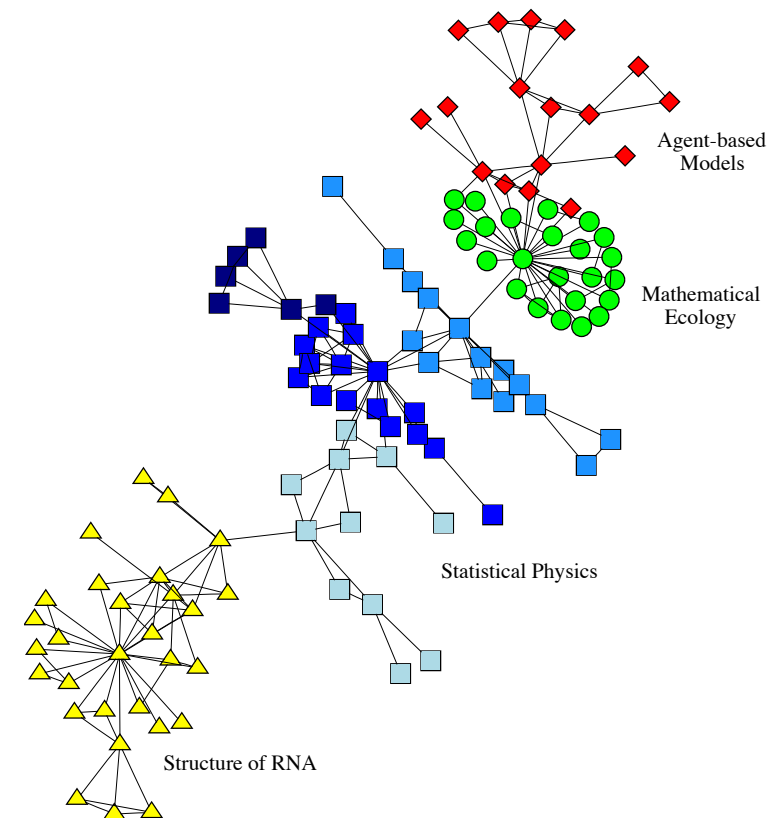 Agent-based
Models
Mathematical
Ecology
Statistical Physics
Structure of RNA